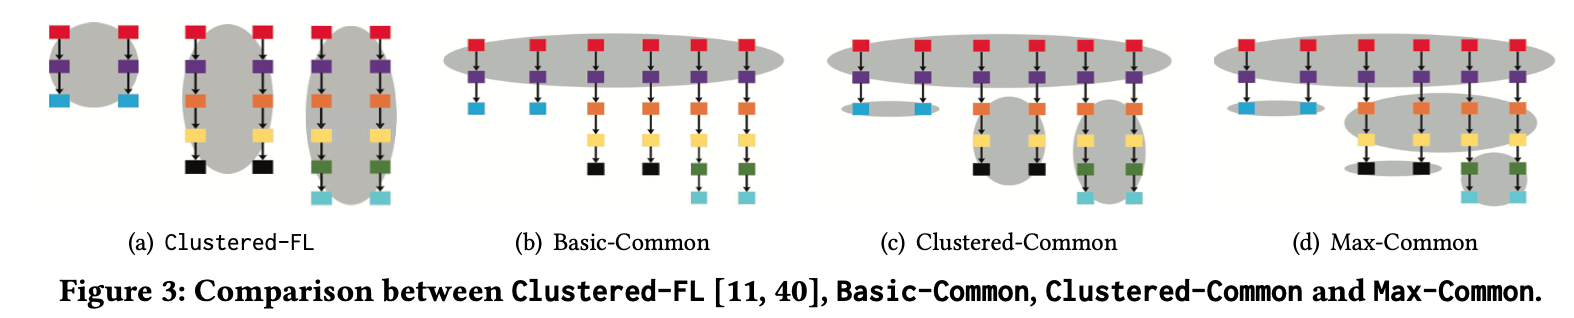 (a) Clustered-FL
(b) Basic-Common
(c) Clustered-Common
(d) Max-Common
Figure 3: Comparison between Clustered-FL [11, 40], Basic-Common, Clustered-Common and Max-Common.